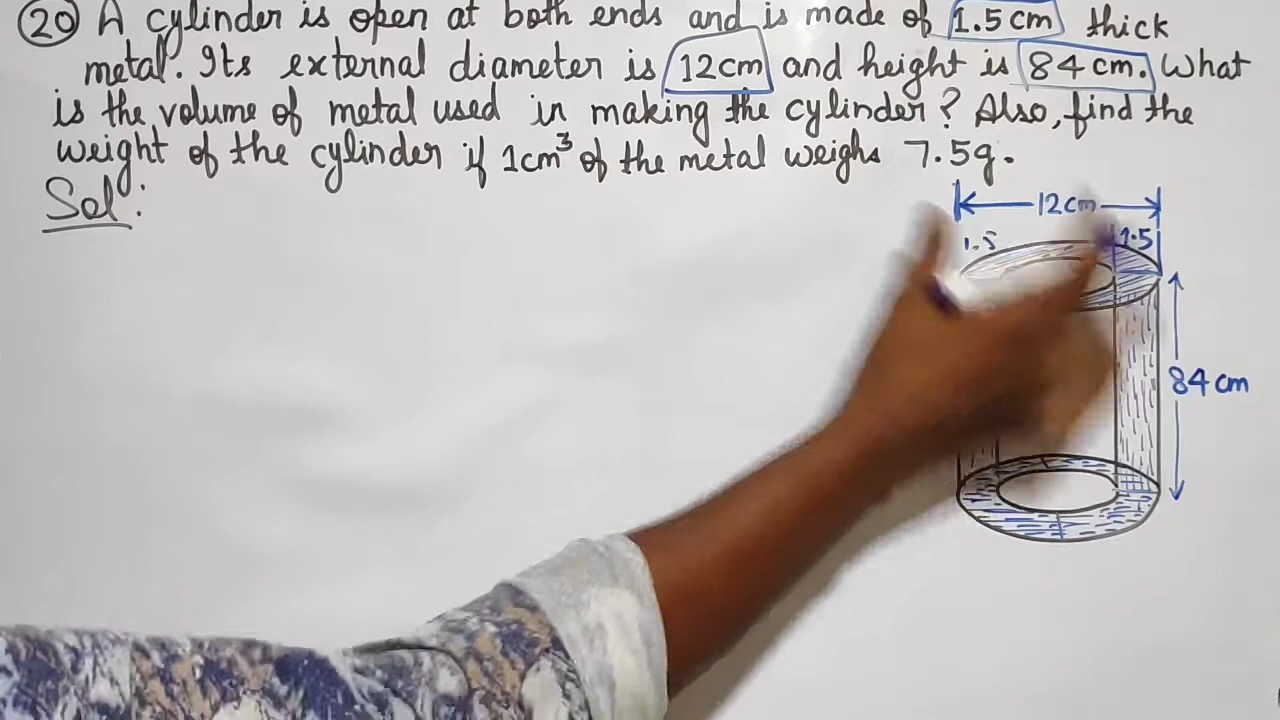 20 A cylinder is open at both ends and is made of 1.5 cm thick
metal. Its external diameter is 12cm and height is 84 cm. What
is the volume of metal used in making the cylinder? Also, find the
weight of the cylinder if 1cm³ of the metal weighs 7.5g.
Sol:
12cm
1.5 1.5
84 cm